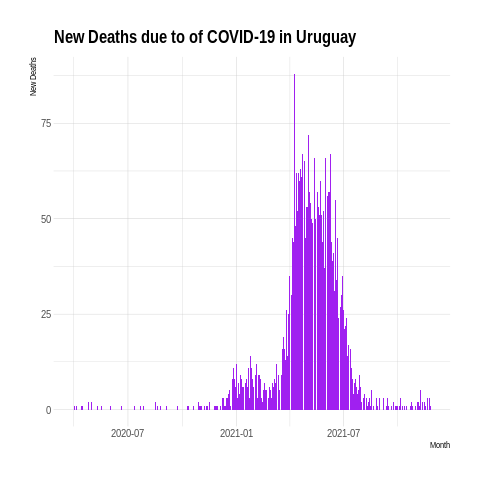 New Deaths due to of COVID-19 in Uruguay
New Deaths
75
50
25
0
2020-07
2021-01
2021-07
Month